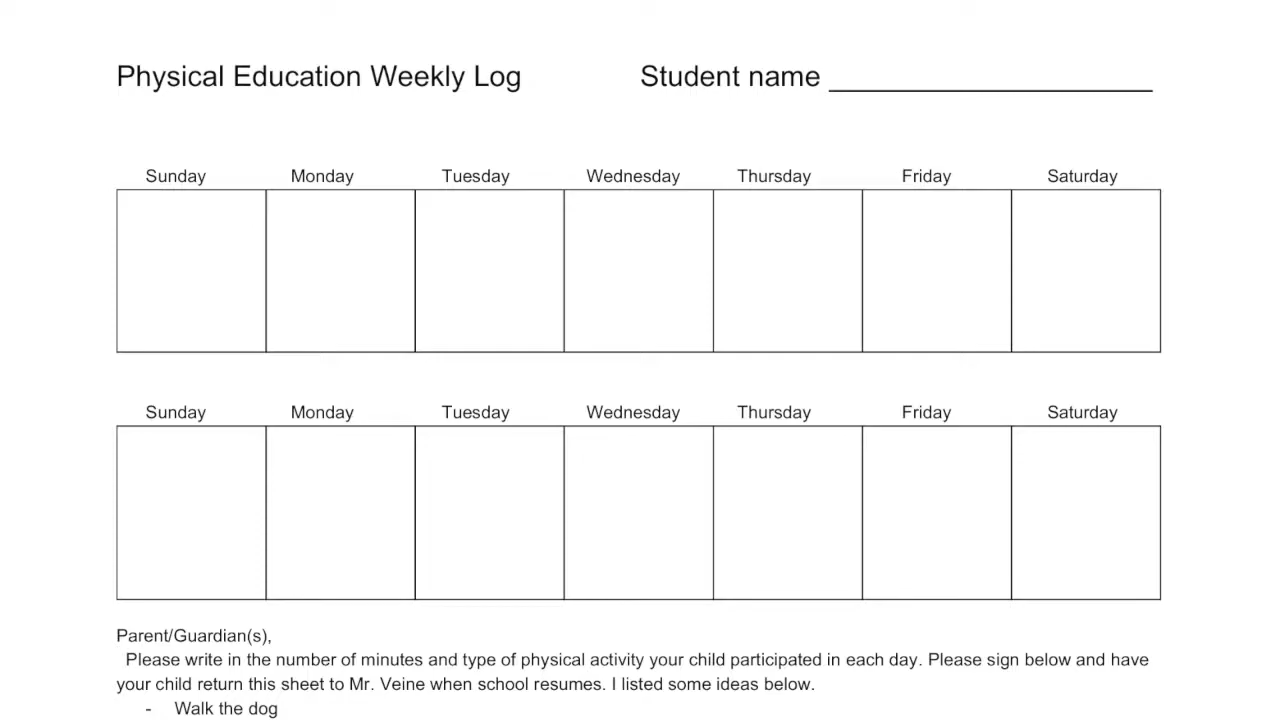 Physical Education Weekly Log Student name ____________________
Sunday Monday Tuesday Wednesday Thursday Friday Saturday
Sunday Monday Tuesday Wednesday Thursday Friday Saturday
Parent/Guardian(s),
Please write in the number of minutes and type of physical activity your child participated in each day. Please sign below and have
your child return this sheet to Mr. Veine when school resumes. I listed some ideas below.
- Walk the dog